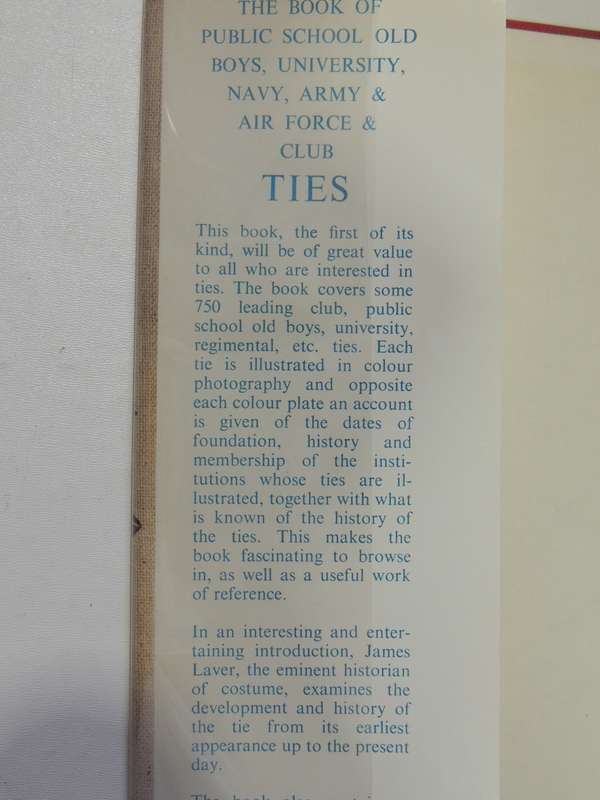 THE BOOK OF
PUBLIC SCHOOL OLD
BOYS, UNIVERSITY,
NAVY, ARMY &
AIR FORCE &
CLUB
TIES
This book, the first of its
kind, will be of great value
to all who are interested in
ties. The book covers some
750 leading club, public
school old boys, university,
regimental, etc. ties. Each
tie is illustrated in colour
photography and opposite
each colour plate an account
is given of the dates of
foundation, history and
membership of the insti-
tutions whose ties are il-
lustrated, together with what
is known of the history of
the ties. This makes the
book fascinating to browse
in, as well as a useful work
of reference.
In an interesting and enter-
taining introduction, James
Laver, the eminent historian
of costume, examines the
development and history of
the tie from its earliest
appearance up to the present
day.